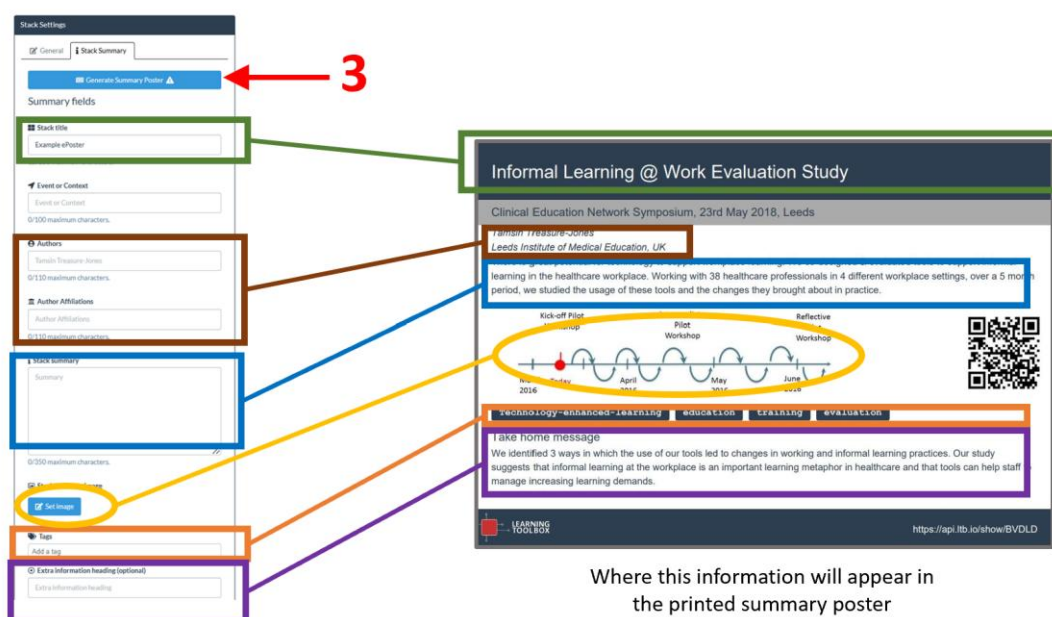 Stack Settings
General
Stack Summary
Generate Summary Poster
3
Summary fields
Stack title
Example ePoster
Event or Context
Event or Context
0/100 maximum characters.
Authors
Tamsin Treasure-Jones
0/110 maximum characters.
Author Affiliations
Author Affiliations
0/110 maximum characters.
Stack summary
Summary
0/350 maximum characters.
Set image
Tags
Add a tag
Extra information heading (optional)
Extra information heading
Informal Learning @ Work Evaluation Study
Clinical Education Network Symposium, 23rd May 2018, Leeds
Tamsin Treasure-Jones
Leeds Institute of Medical Education, UK
learning in the healthcare workplace. Working with 38 healthcare professionals in 4 different workplace settings, over a 5 month
period, we studied the usage of these tools and the changes they brought about in practice.
Kick-off Pilot
Workshop
Pilot
Workshop
Reflective
Workshop
Today
April
2016
May
2016
June
2016
2016
technology-enhanced-learning education training evaluation
Take home message
We identified 3 ways in which the use of our tools led to changes in working and informal learning practices. Our study
suggests that informal learning at the workplace is an important learning metaphor in healthcare and that tools can help staff
manage increasing learning demands.
LEARNING
TOOLBOX
https://api.ltb.io/show/BVDLD
Where this information will appear in
the printed summary poster